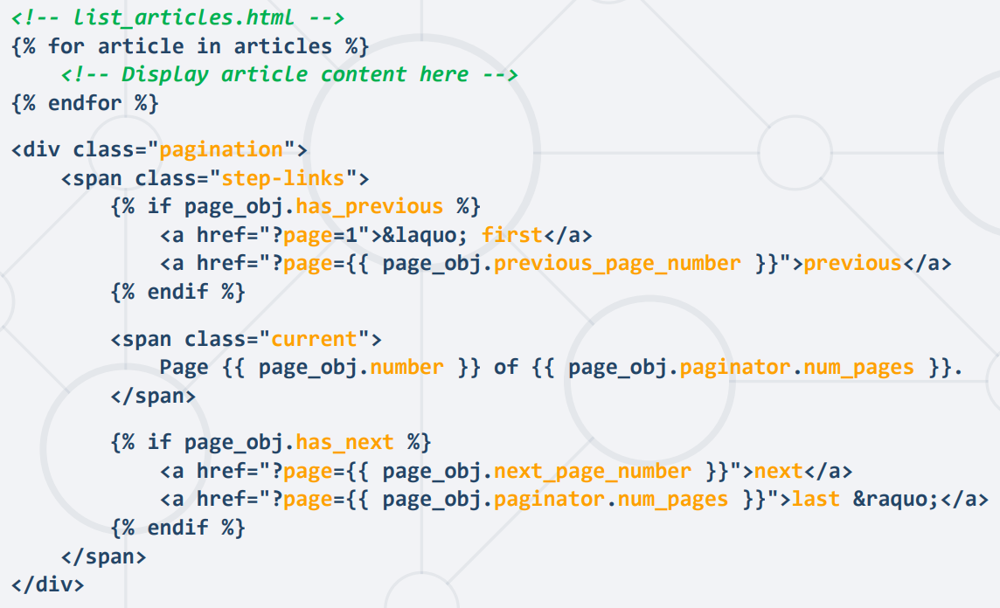 <!-- list_articles.html -->
{% for article in articles %}
    <!-- Display article content here -->
{% endfor %}

<div class="pagination">
    <span class="step-links">
        {% if page_obj.has_previous %}
            <a href="?page=1">&laquo; first</a>
            <a href="?page={{ page_obj.previous_page_number }}">previous</a>
        {% endif %}

        <span class="current">
            Page {{ page_obj.number }} of {{ page_obj.paginator.num_pages }}.
        </span>

        {% if page_obj.has_next %}
            <a href="?page={{ page_obj.next_page_number }}">next</a>
            <a href="?page={{ page_obj.paginator.num_pages }}">last &raquo;</a>
        {% endif %}
    </span>
</div>